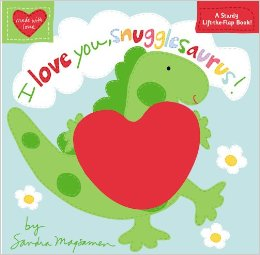 made with love
A Sturdy
Lift-the-Flap Book!
I love you, snugglesaurus!
by
Sandra Magsamen